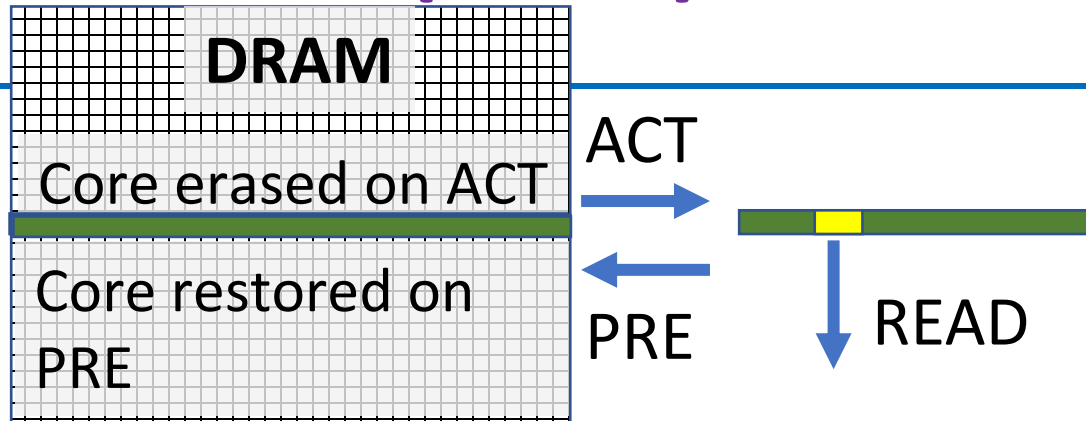 DRAM
Core erased on ACT
Core restored on
PRE
ACT
PRE
READ